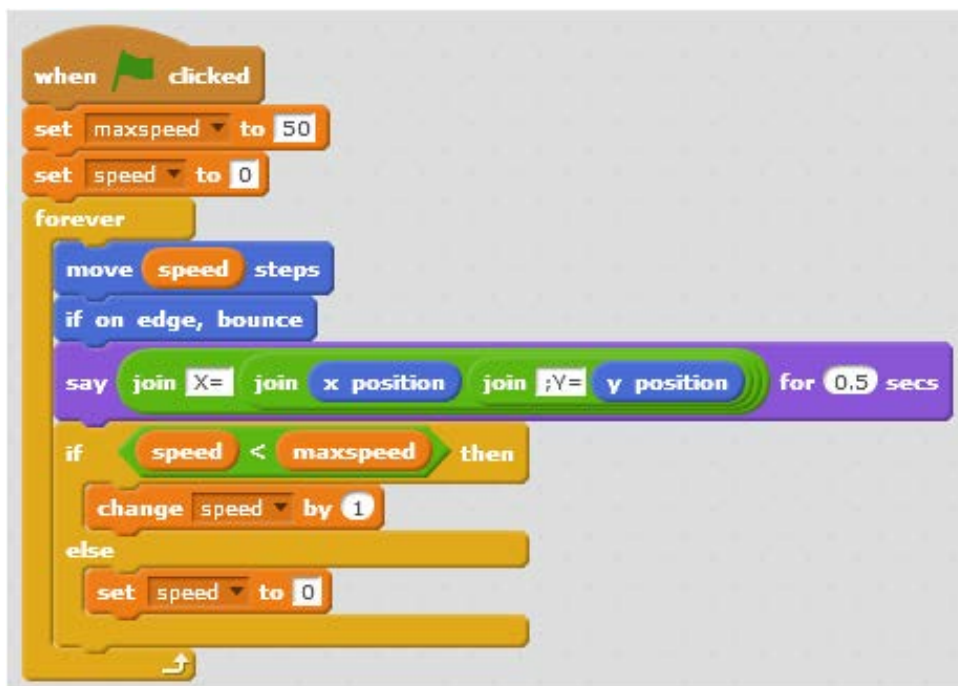 when clicked
set maxspeed to 50
set speed to 0
forever
move speed steps
if on edge, bounce
say join X= join x position join ;Y= y position for 0.5 secs
if speed < maxspeed then
change speed by 1
else
set speed to 0